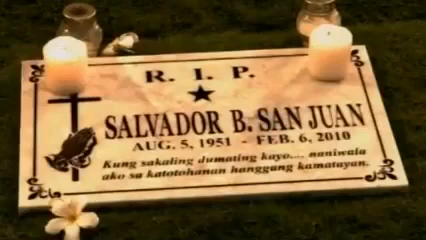 R. I. P.
SALVADOR B. SAN JUAN
AUG. 5, 1951 - FEB. 6, 2010
Kung sakaling dumating kayo.... naniwala
ako sa katotohanan hanggang kamatayan.